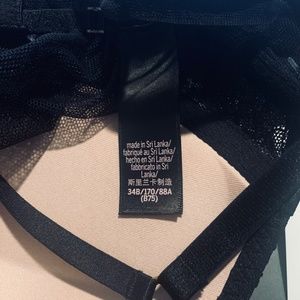 made in Sri Lanka/
fabriqué au Sri Lanka/
hecho en Sri Lanka/
fabbricato in Sri
Lanka/
斯里兰卡制造
34B/170/88A
(B75)